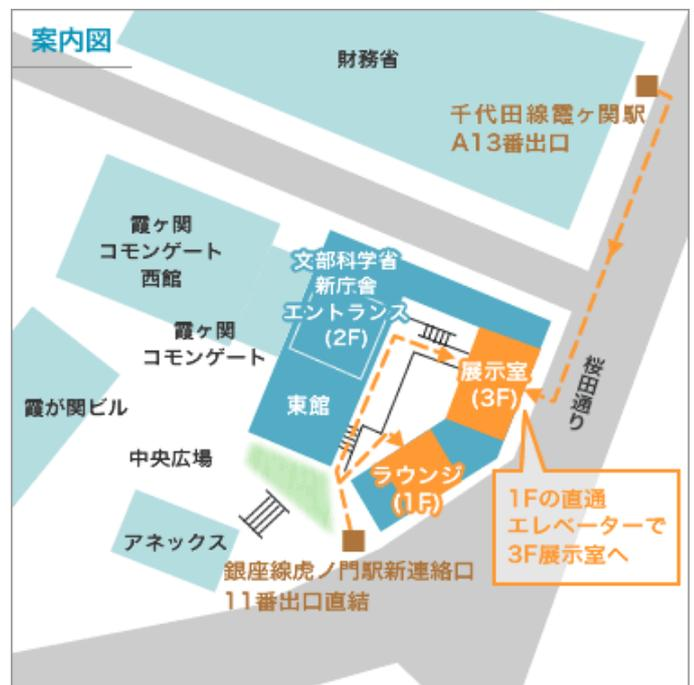 案内図
財務省
千代田線霞ヶ関駅
A13番出口
霞ヶ関
コモンゲート
西館
文部科学省
新庁舎
エントランス
(2F)
霞ヶ関
コモンゲート
展示室
(3F)
桜田通り
霞が関ビル
東館
中央広場
ラウンジ
(1F)
1Fの直通
エレベーターで
3F展示室へ
アネックス
銀座線虎ノ門駅新連絡口
11番出口直結